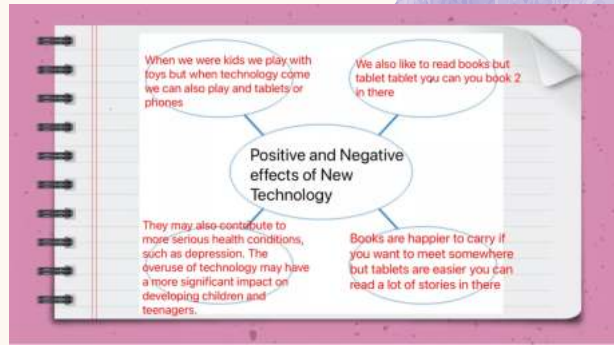 When we were kids we play with
toys but when technology come
we can also play and tablets or
phones
We also like to read books but
tablet tablet you can you book 2
in there
Positive and Negative
effects of New
Technology
They may also contribute to
more serious health conditions,
such as depression. The
overuse of technology may have
a more significant impact on
developing children and
teenagers.
Books are happier to carry if
you want to meet somewhere
but tablets are easier you can
read a lot of stories in there